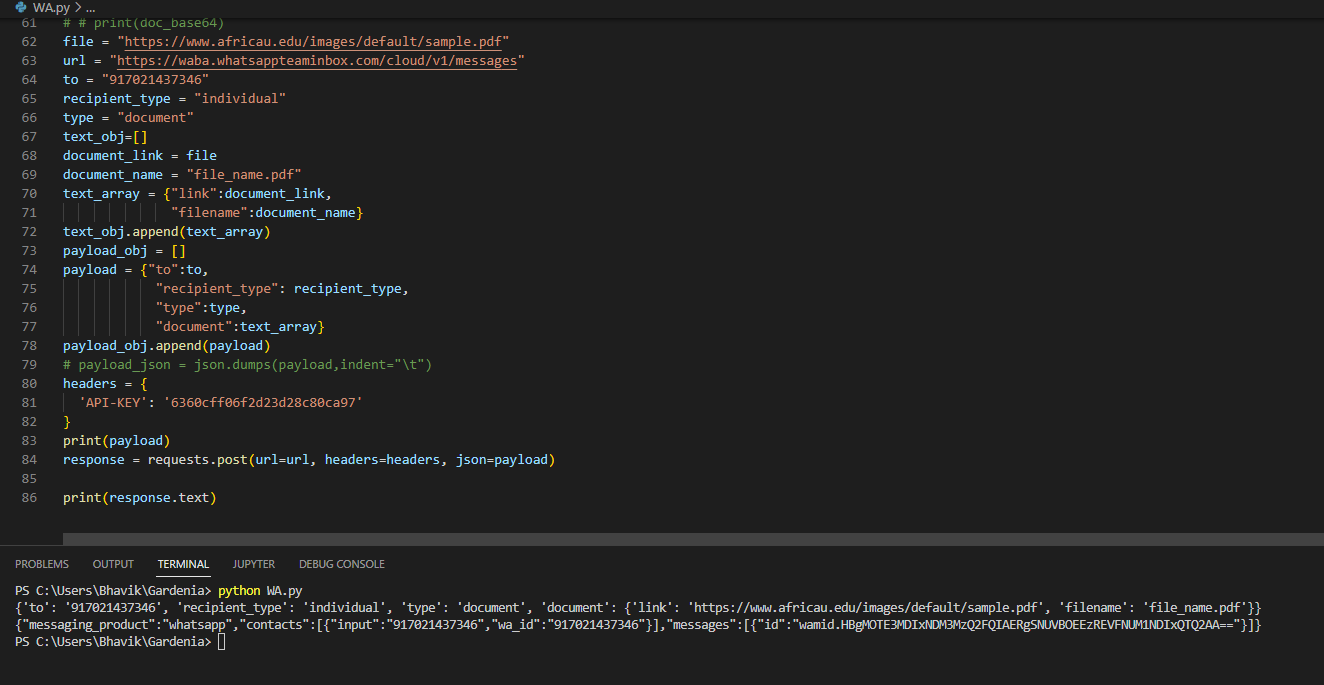 WA.py > ...
61 # # print(doc_base64)
62 file = "https://www.africau.edu/images/default/sample.pdf"
63 url = "https://waba.whatsappteaminbox.com/cloud/v1/messages"
64 to = "917021437346"
65 recipient_type = "individual"
66 type = "document"
67 text_obj=[]
68 document_link = file
69 document_name = "file_name.pdf"
70 text_array = {"link":document_link,
71 "filename":document_name}
72 text_obj.append(text_array)
73 payload_obj = []
74 payload = {"to":to,
75 "recipient_type": recipient_type,
76 "type":type,
77 "document":text_array}
78 payload_obj.append(payload)
79 # payload_json = json.dumps(payload,indent="\t")
80 headers = {
81 'API-KEY': '6360cff06f2d23d28c80ca97'
82 }
83 print(payload)
84 response = requests.post(url=url, headers=headers, json=payload)
85
86 print(response.text)
PROBLEMS OUTPUT TERMINAL JUPYTER DEBUG CONSOLE
PS C:\Users\Bhavik\Gardenia> python WA.py
{'to': '917021437346', 'recipient_type': 'individual', 'type': 'document', 'document': {'link': 'https://www.africau.edu/images/default/sample.pdf', 'filename': 'file_name.pdf'}}
{"messaging_product":"whatsapp","contacts":[{"input":"917021437346","wa_id":"917021437346"}],"messages":[{"id":"wamid.HBgMOTE3MDIxNDM3MzQ2FQIAERgSNUVBOEEzREVFNUM1NDIxQTQ2AA=="}]}
PS C:\Users\Bhavik\Gardenia>